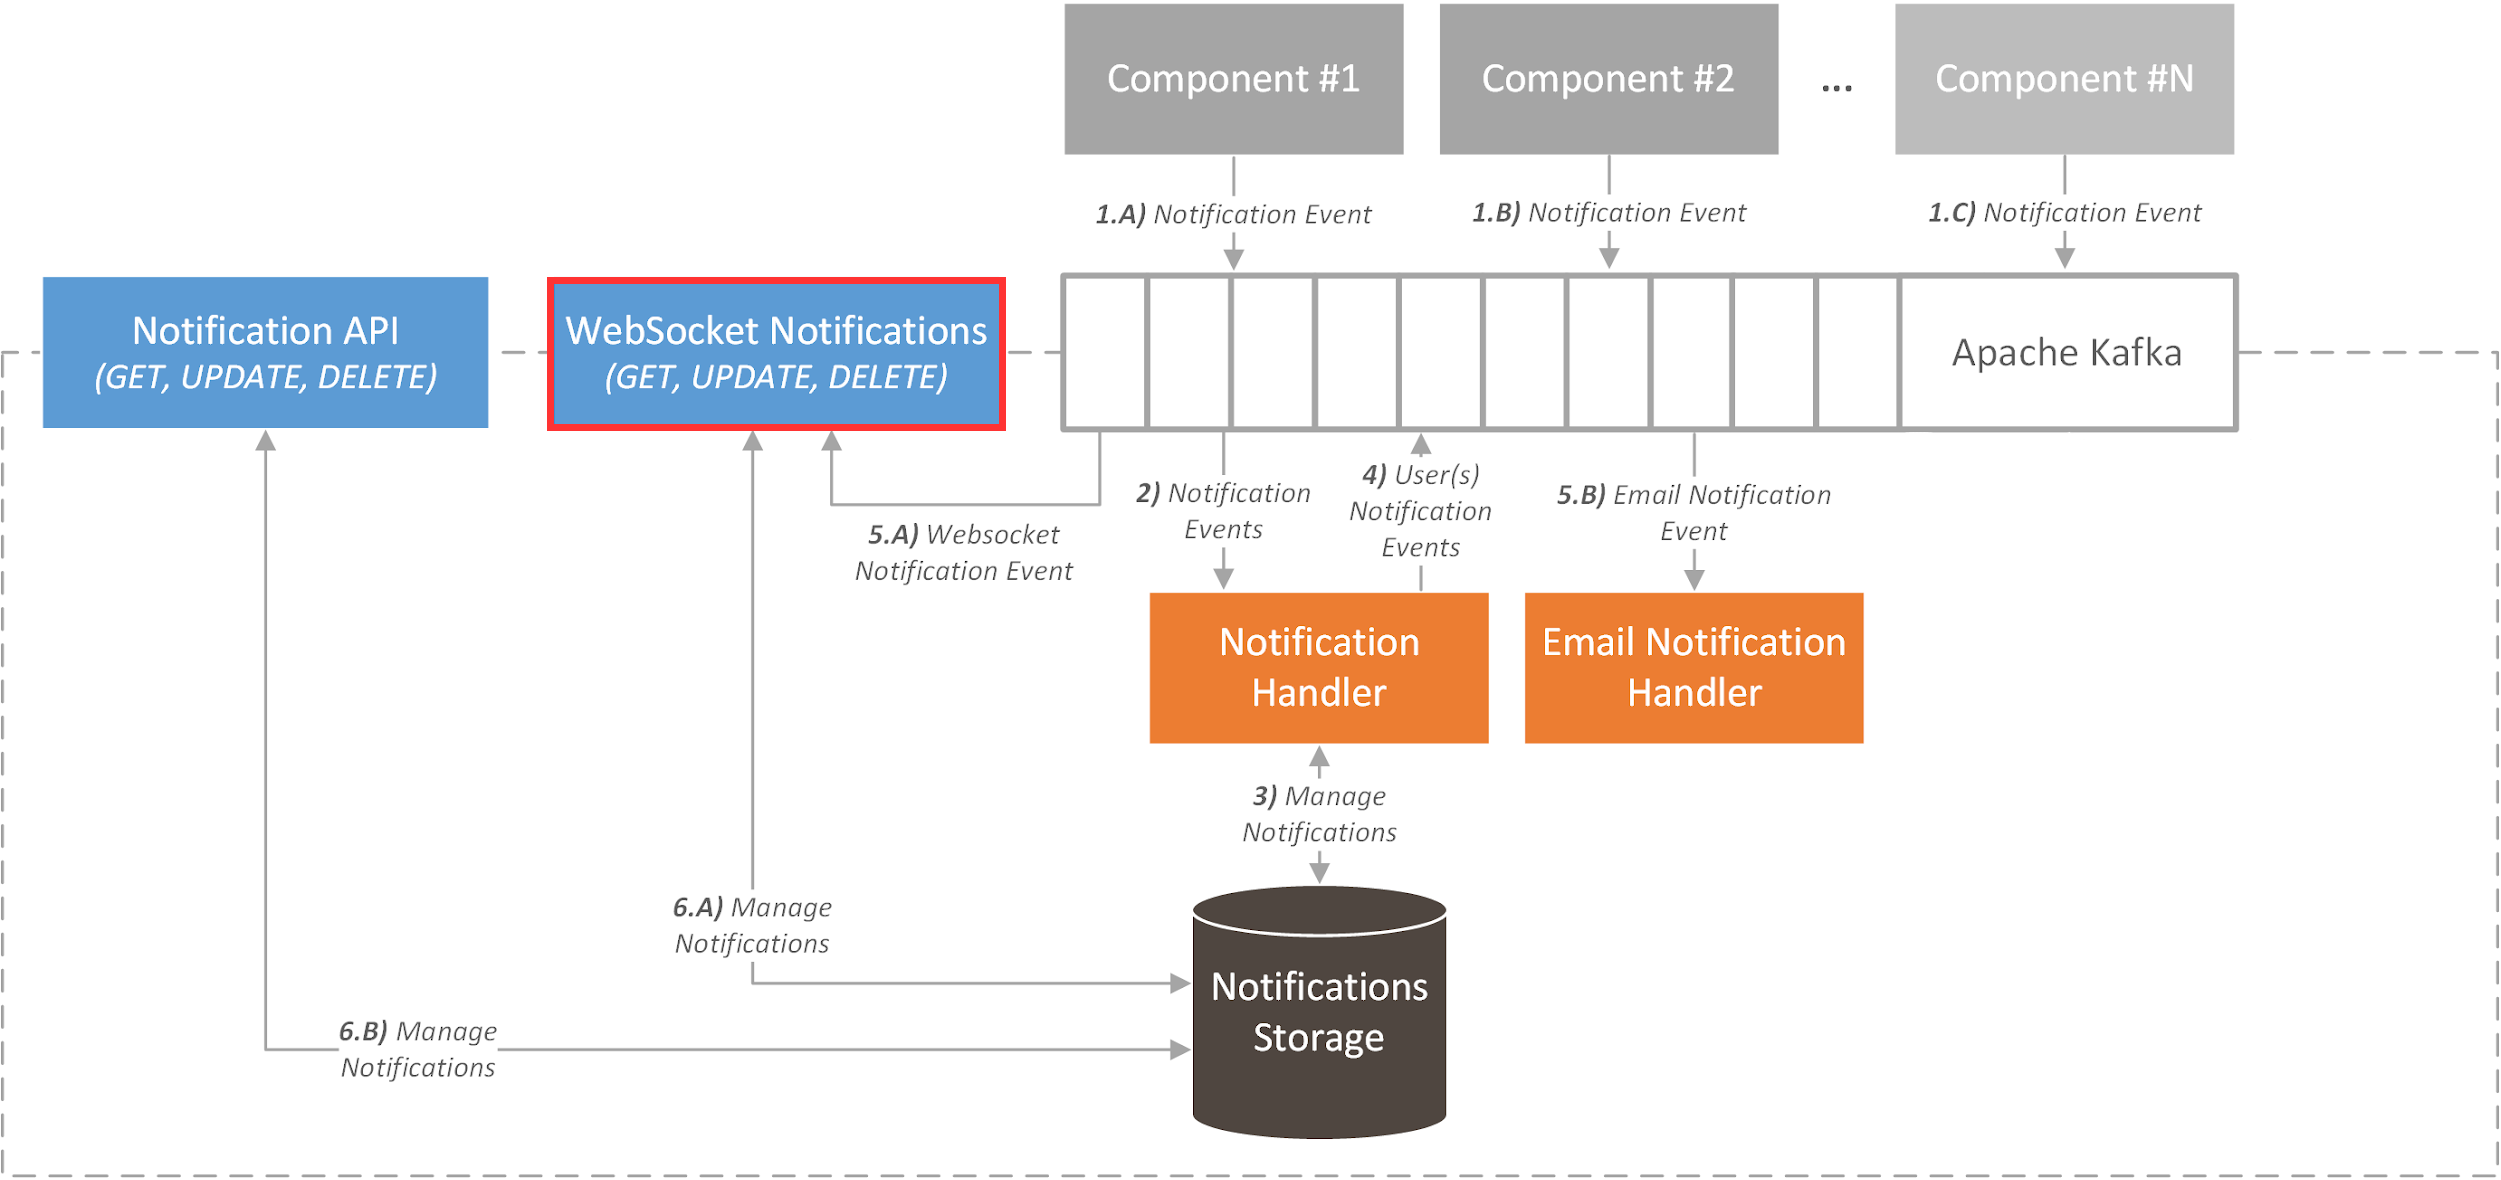 Component #1
Component #2
...
Component #N
1.A) Notification Event
1.B) Notification Event
1.C) Notification Event
Notification API
(GET, UPDATE, DELETE)
WebSocket Notifications
(GET, UPDATE, DELETE)
Apache Kafka
5.A) Websocket
Notification Event
2) Notification
Events
4) User(s)
Notification
Events
5.B) Email Notification
Event
Notification
Handler
Email Notification
Handler
3) Manage
Notifications
6.A) Manage
Notifications
6.B) Manage
Notifications
Notifications
Storage